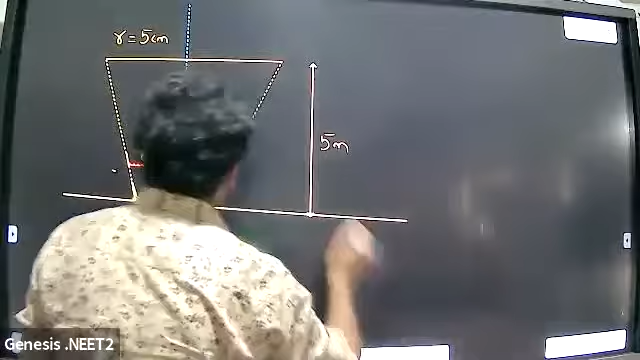 r = 5cm
5m
Genesis .NEET2